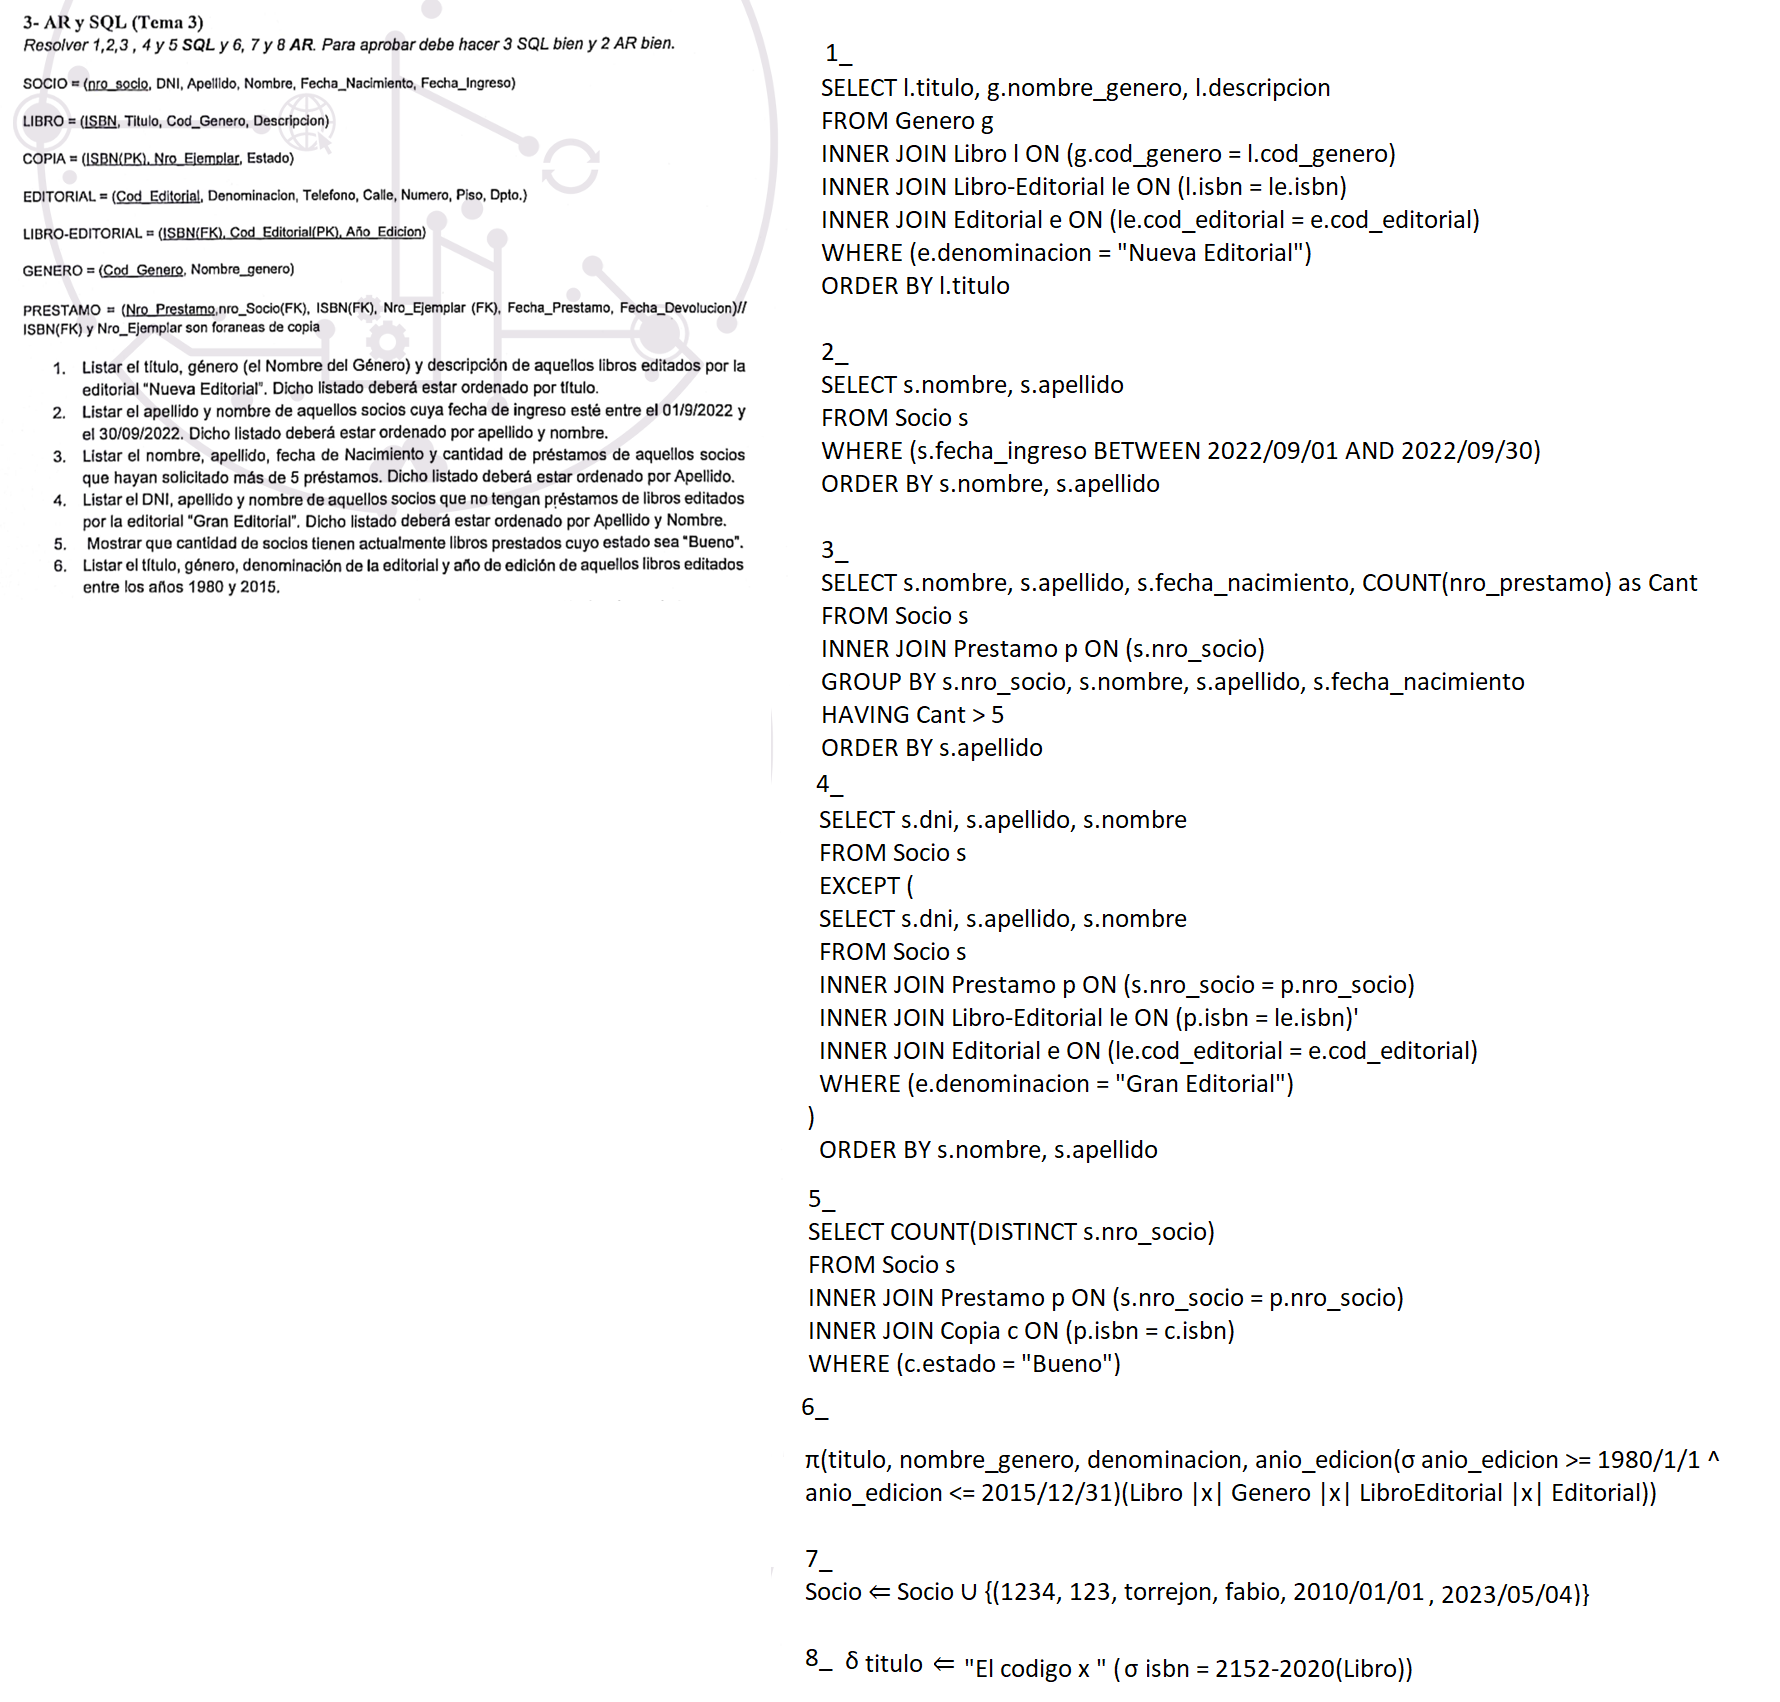 3- AR y SQL (Tema 3)
Resolver 1,2,3 , 4 y 5 SQL y 6, 7 y 8 AR. Para aprobar debe hacer 3 SQL bien y 2 AR bien.
SOCIO = (nro_socio, DNI, Apellido, Nombre, Fecha_Nacimiento, Fecha_Ingreso)
LIBRO = (ISBN, Titulo, Cod_Genero, Descripcion)
COPIA = (ISBN(PK), Nro_Ejemplar, Estado)
EDITORIAL = (Cod_Editorial, Denominacion, Telefono, Calle, Numero, Piso, Dpto.)
LIBRO-EDITORIAL = (ISBN(FK), Cod_Editorial(PK), Año_Edicion)
GENERO = (Cod_Genero, Nombre_genero)
PRESTAMO = (Nro_Prestamo,nro_Socio(FK), ISBN(FK), Nro_Ejemplar (FK), Fecha_Prestamo, Fecha_Devolucion)//
ISBN(FK) y Nro_Ejemplar son foraneas de copia
1. Listar el título, género (el Nombre del Género) y descripción de aquellos libros editados por la
editorial "Nueva Editorial". Dicho listado deberá estar ordenado por título.
2. Listar el apellido y nombre de aquellos socios cuya fecha de ingreso esté entre el 01/9/2022 y
el 30/09/2022. Dicho listado deberá estar ordenado por apellido y nombre.
3. Listar el nombre, apellido, fecha de Nacimiento y cantidad de préstamos de aquellos socios
que hayan solicitado más de 5 préstamos. Dicho listado deberá estar ordenado por Apellido.
4. Listar el DNI, apellido y nombre de aquellos socios que no tengan préstamos de libros editados
por la editorial "Gran Editorial". Dicho listado deberá estar ordenado por Apellido y Nombre.
5. Mostrar que cantidad de socios tienen actualmente libros prestados cuyo estado sea "Bueno".
6. Listar el título, género, denominación de la editorial y año de edición de aquellos libros editados
entre los años 1980 y 2015.
1_
SELECT l.titulo, g.nombre_genero, l.descripcion
FROM Genero g
INNER JOIN Libro l ON (g.cod_genero = l.cod_genero)
INNER JOIN Libro-Editorial le ON (l.isbn = le.isbn)
INNER JOIN Editorial e ON (le.cod_editorial = e.cod_editorial)
WHERE (e.denominacion = "Nueva Editorial")
ORDER BY l.titulo
2_
SELECT s.nombre, s.apellido
FROM Socio s
WHERE (s.fecha_ingreso BETWEEN 2022/09/01 AND 2022/09/30)
ORDER BY s.nombre, s.apellido
3_
SELECT s.nombre, s.apellido, s.fecha_nacimiento, COUNT(nro_prestamo) as Cant
FROM Socio s
INNER JOIN Prestamo p ON (s.nro_socio)
GROUP BY s.nro_socio, s.nombre, s.apellido, s.fecha_nacimiento
HAVING Cant > 5
ORDER BY s.apellido
4_
SELECT s.dni, s.apellido, s.nombre
FROM Socio s
EXCEPT (
SELECT s.dni, s.apellido, s.nombre
FROM Socio s
INNER JOIN Prestamo p ON (s.nro_socio = p.nro_socio)
INNER JOIN Libro-Editorial le ON (p.isbn = le.isbn)'
INNER JOIN Editorial e ON (le.cod_editorial = e.cod_editorial)
WHERE (e.denominacion = "Gran Editorial")
)
ORDER BY s.nombre, s.apellido
5_
SELECT COUNT(DISTINCT s.nro_socio)
FROM Socio s
INNER JOIN Prestamo p ON (s.nro_socio = p.nro_socio)
INNER JOIN Copia c ON (p.isbn = c.isbn)
WHERE (c.estado = "Bueno")
6_
π(titulo, nombre_genero, denominacion, anio_edicion(σ anio_edicion >= 1980/1/1 ^
anio_edicion <= 2015/12/31)(Libro |x| Genero |x| LibroEditorial |x| Editorial))
7_
Socio ⇐ Socio U {(1234, 123, torrejon, fabio, 2010/01/01, 2023/05/04)}
8_ δ titulo ⇐ "El codigo x " (σ isbn = 2152-2020(Libro))